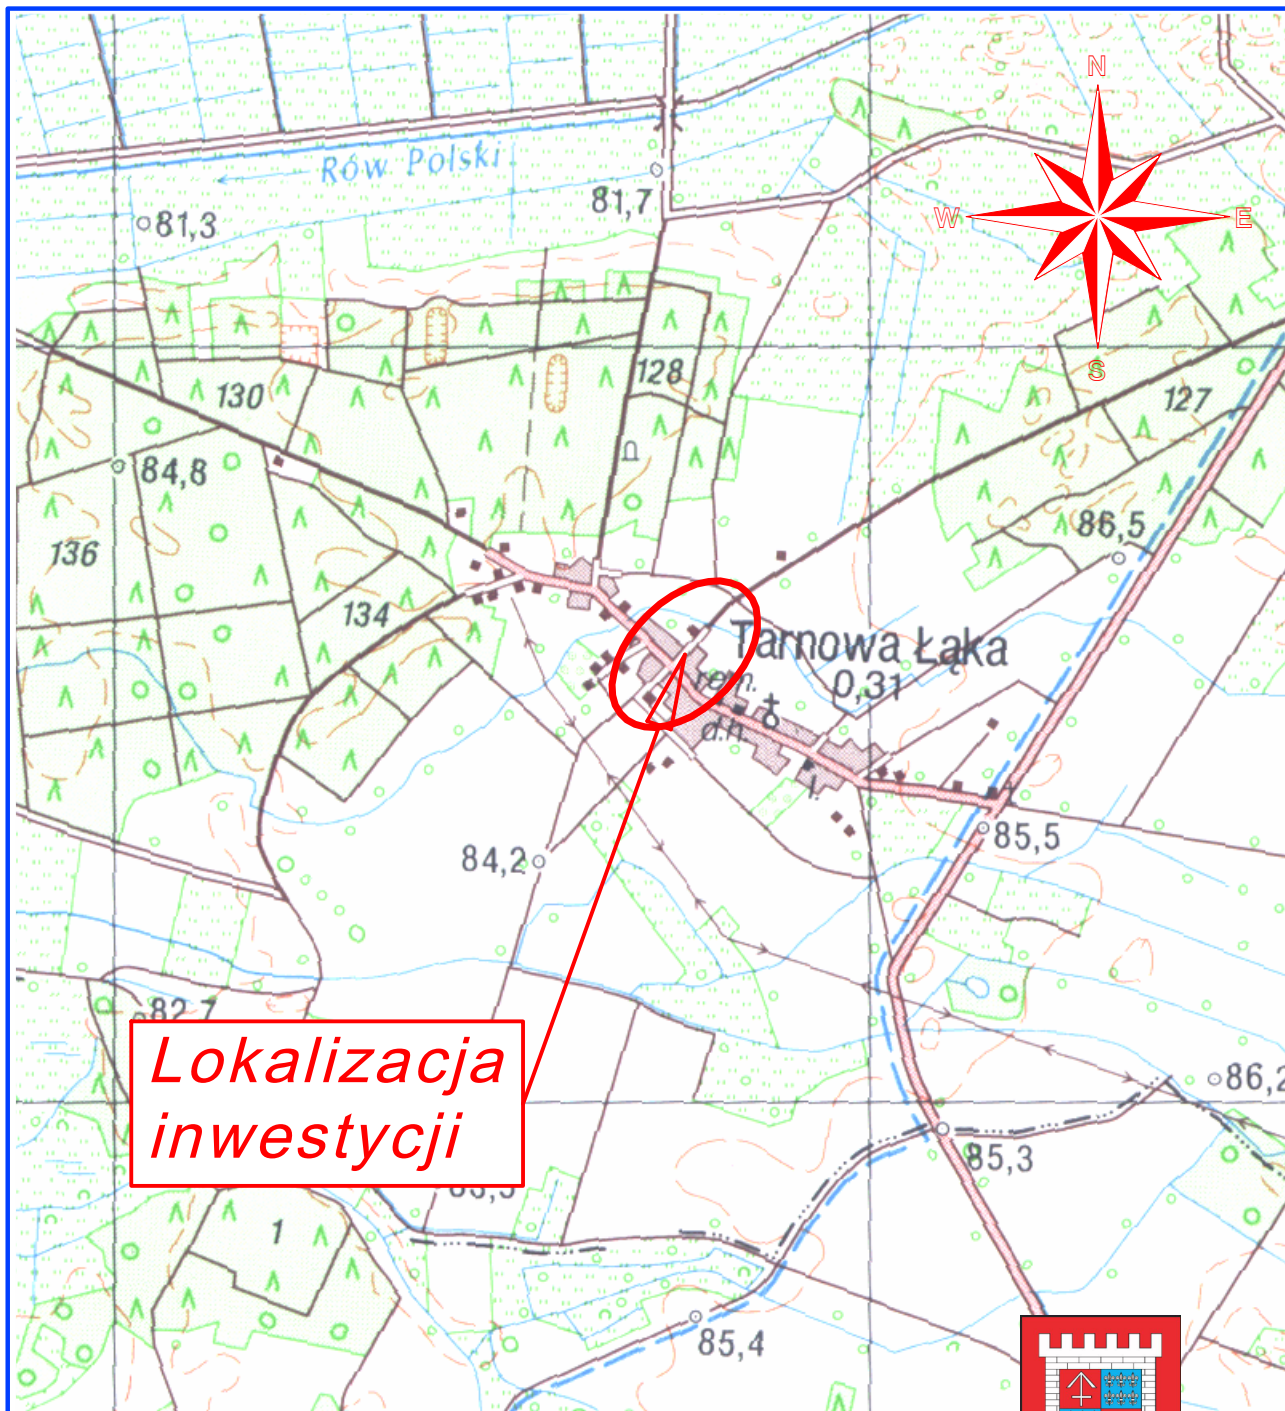 N
Rów Polski
81,7
81,3
W
E
S
128
130
127
84,8
86,5
136
134
Tarnowa Łąka
rem.
0,31
d.h.
l.
85,5
84,2
82,7
Lokalizacja
inwestycji
86,2
85,3
1
85,4